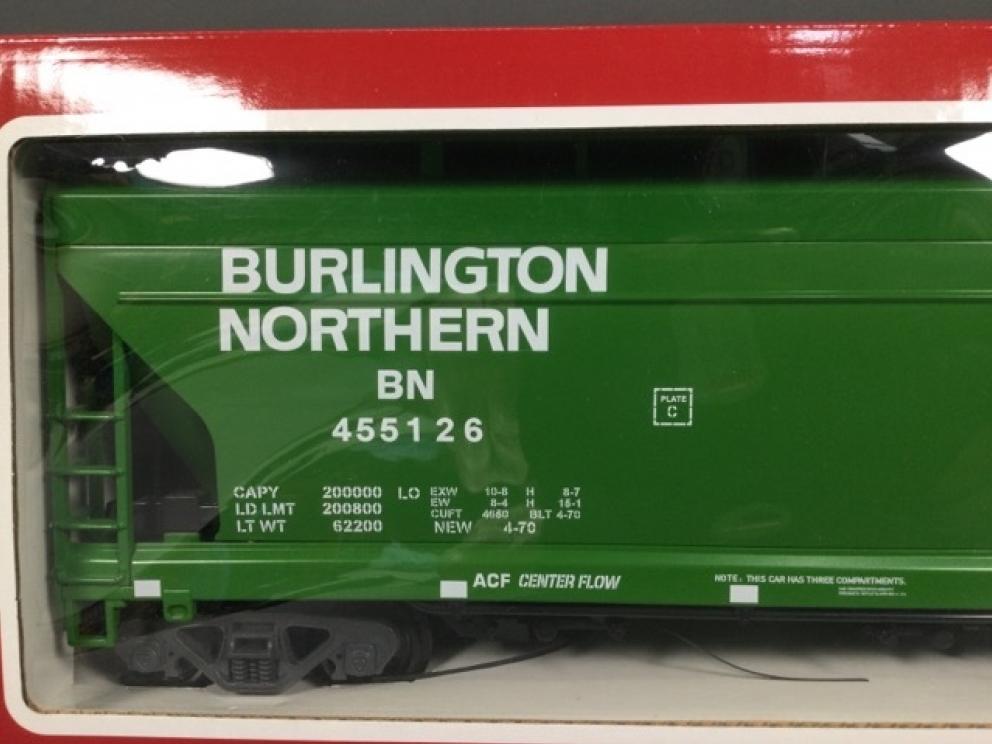 BURLINGTON
NORTHERN
BN
455126
PLATE
C
CAPY 200000 LO EXW 10-8 H 8-7
LD LMT 200800 EW 8-4 H 15-1
LT WT 62200 CUFT 4650 BLT 4-70
NEW 4-70
ACF CENTER FLOW
NOTE: THIS CAR HAS THREE COMPARTMENTS.